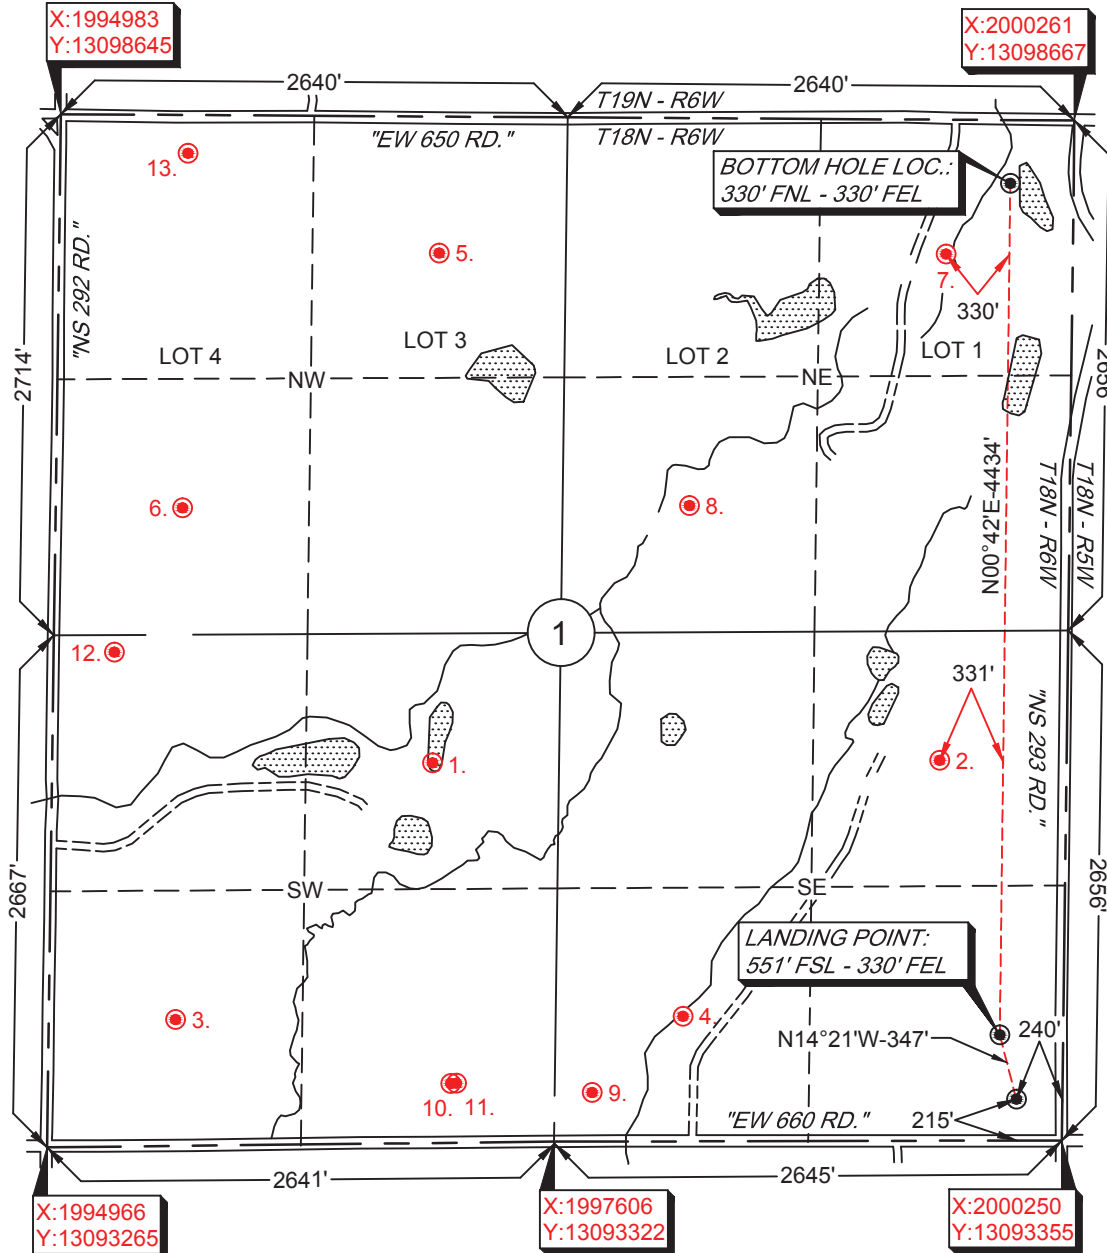 X:1994983
Y:13098645
X:2000261
Y:13098667
2640'
2640'
T19N - R6W
T18N - R6W
"EW 650 RD."
13.
BOTTOM HOLE LOC.:
330' FNL - 330' FEL
"NS 292 RD."
5.
7.
330'
LOT 4
LOT 3
LOT 2
LOT 1
NW
NE
2714'
2656'
6.
8.
N00°42'E-4434'
T18N - R6W
T18N - R5W
1
12.
331'
1.
2.
"NS 293 RD."
2667'
2656'
SW
SE
LANDING POINT:
551' FSL - 330' FEL
3.
4.
N14°21'W-347'
240'
10.
11.
9.
"EW 660 RD."
215'
2641'
2645'
X:1994966
Y:13093265
X:1997606
Y:13093322
X:2000250
Y:13093355